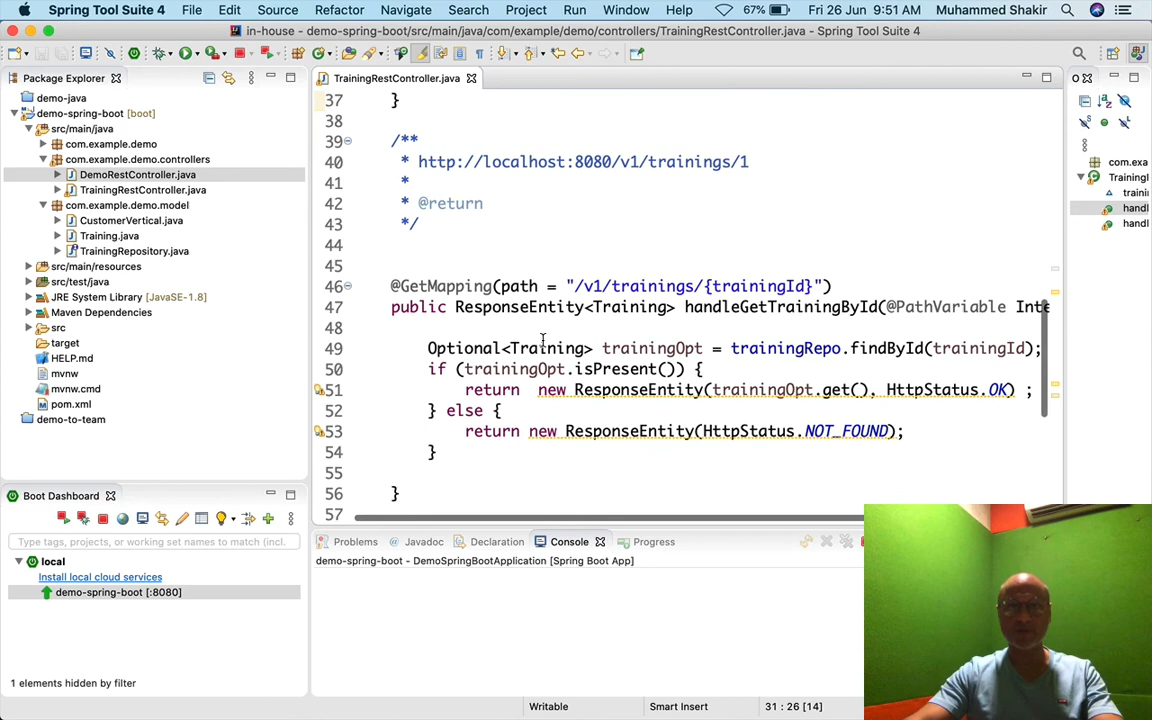 Spring Tool Suite 4 File Edit Source Refactor Navigate Search Project Run Window 67% Fri 26 Jun 9:51 AM Muhammed Shakir
in-house - demo-spring-boot/src/main/java/com/example/demo/controllers/TrainingRestController.java - Spring Tool Suite 4
Package Explorer
demo-java
demo-spring-boot [boot]
src/main/java
com.example.demo
com.example.demo.controllers
DemoRestController.java
TrainingRestController.java
com.example.demo.model
CustomerVertical.java
Training.java
TrainingRepository.java
src/main/resources
src/test/java
JRE System Library [JavaSE-1.8]
Maven Dependencies
src
target
HELP.md
mvnw
mvnw.cmd
pom.xml
demo-to-team
TrainingRestController.java
37 }
38
39 /**
40 * http://localhost:8080/v1/trainings/1
41 *
42 * @return
43 */
44
45
46 @GetMapping(path = "/v1/trainings/{trainingId}")
47 public ResponseEntity<Training> handleGetTrainingById(@PathVariable Inte
48
49 Optional<Training> trainingOpt = trainingRepo.findById(trainingId);
50 if (trainingOpt.isPresent()) {
51 return new ResponseEntity(trainingOpt.get(), HttpStatus.OK) ;
52 } else {
53 return new ResponseEntity(HttpStatus.NOT_FOUND);
54 }
55
56 }
57
O
com.exa
TrainingI
traini
handl
handl
Boot Dashboard
Type tags, projects, or working set names to match (incl.
local
Install local cloud services
demo-spring-boot [:8080]
1 elements hidden by filter
Problems @ Javadoc Declaration Console Progress
demo-spring-boot - DemoSpringBootApplication [Spring Boot App]
Writable Smart Insert 31 : 26 [14]